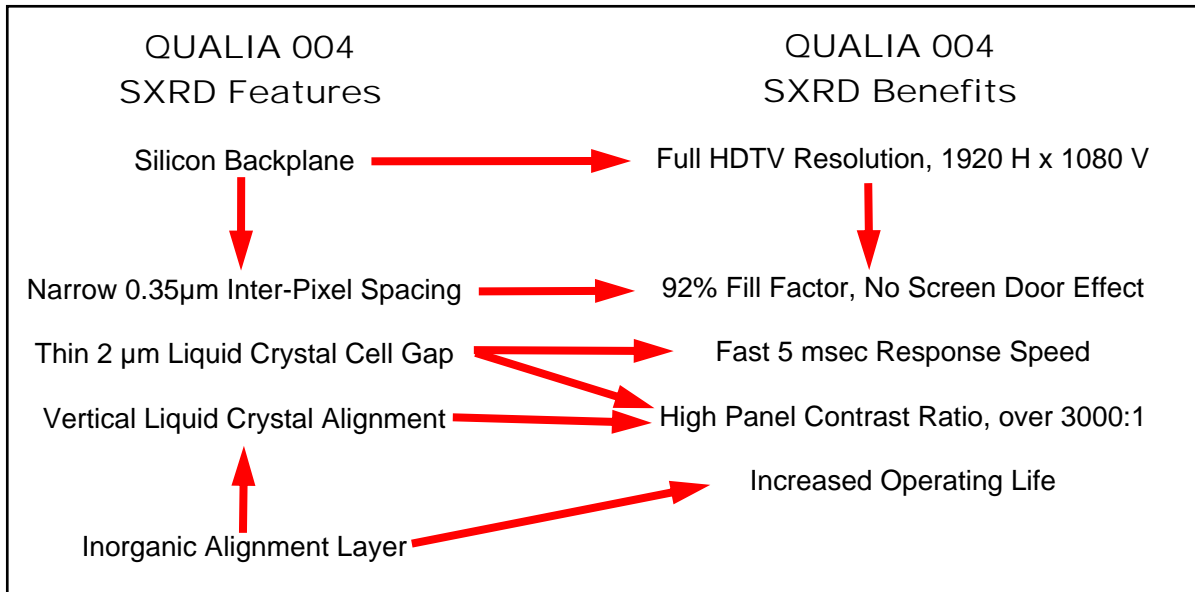 QUALIA 004
SXRD Features
QUALIA 004
SXRD Benefits
Silicon Backplane
Full HDTV Resolution, 1920 H x 1080 V
Narrow 0.35µm Inter-Pixel Spacing
92% Fill Factor, No Screen Door Effect
Thin 2 µm Liquid Crystal Cell Gap
Fast 5 msec Response Speed
Vertical Liquid Crystal Alignment
High Panel Contrast Ratio, over 3000:1
Increased Operating Life
Inorganic Alignment Layer